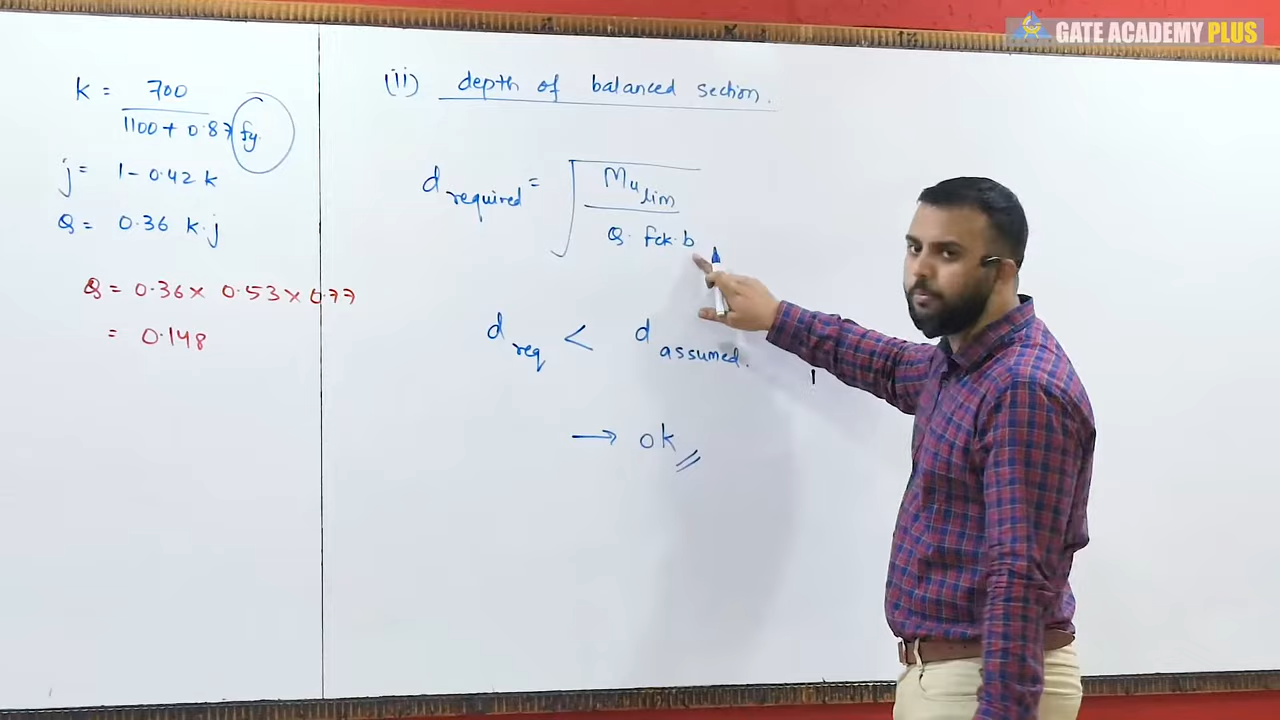 GATE ACADEMY PLUS
k = 700 / 1100 + 0.87 fy.
j = 1 - 0.42 k
Q = 0.36 k.j
Q = 0.36 x 0.53 x 0.77
= 0.148
(ii) depth of balanced section.
d required = √ Mu lim / Q. fck. b
d req < d assumed.
→ ok